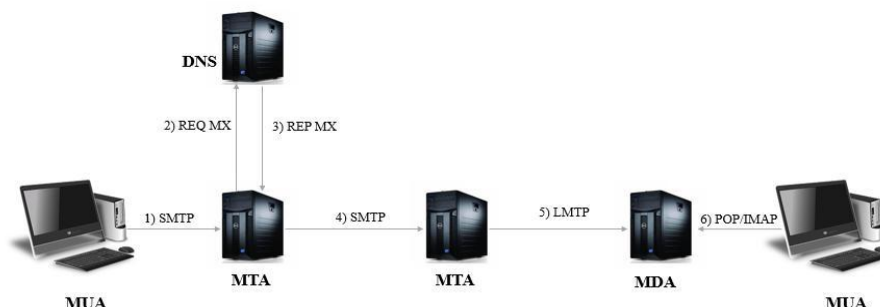 DNS
2) REQ MX
3) REP MX
1) SMTP
4) SMTP
5) LMTP
6) POP/IMAP
MTA
MTA
MDA
MUA
MUA